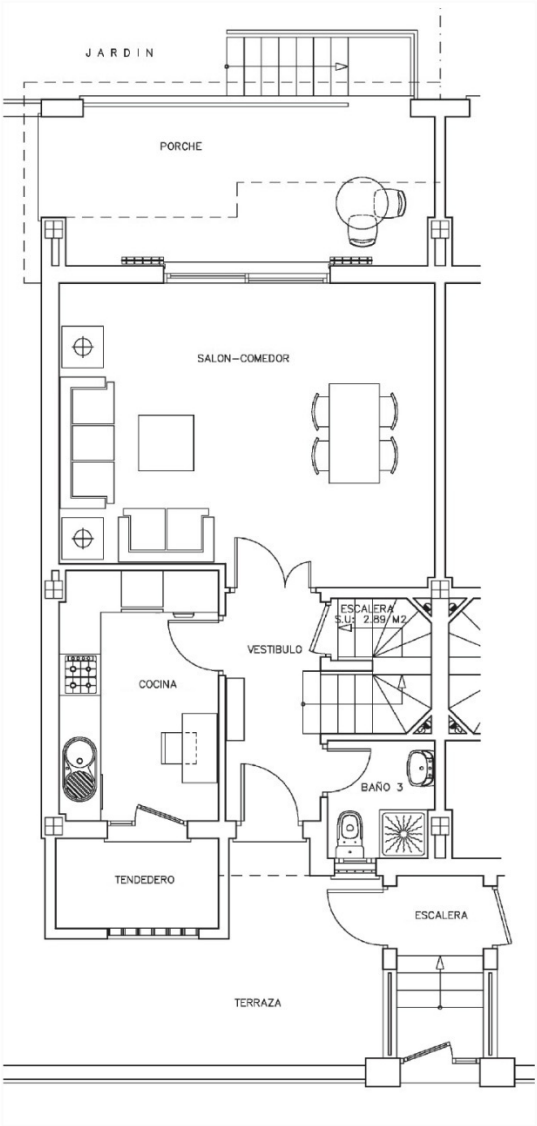 JARDIN
PORCHE
SALON-COMEDOR
ESCALERA
S.U: 2.89 M2
VESTIBULO
COCINA
BAÑO 3
TENDEDERO
ESCALERA
TERRAZA